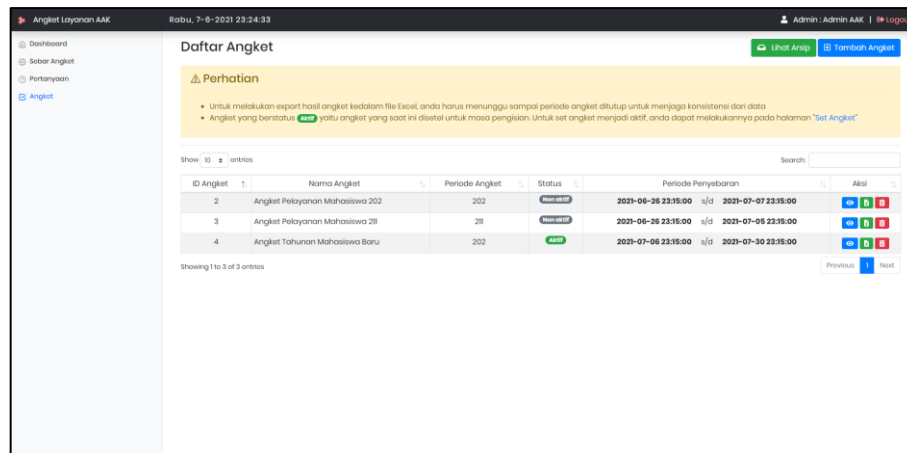 Angket Layanan AAK
Rabu, 7-6-2021 23:24:33
Admin : Admin AAK | Logou
Dashboard
Sebar Angket
Pertanyaan
Angket
Daftar Angket
Lihat Arsip
Tambah Angket
Perhatian
Untuk melakukan export hasil angket kedalam file Excel, anda harus menunggu sampai periode angket ditutup untuk menjaga konsistensi dari data
Angket yang berstatus Aktif yaitu angket yang saat ini disetel untuk masa pengisian. Untuk set angket menjadi aktif, anda dapat melakukannya pada halaman "Set Angket"
Show 10 entries
Search:
ID Angket Nama Angket Periode Angket Status Periode Penyebaran Aksi
2 Angket Pelayanan Mahasiswa 202 202 Non aktif 2021-06-26 23:15:00 s/d 2021-07-07 23:15:00
3 Angket Pelayanan Mahasiswa 211 211 Non aktif 2021-06-26 23:15:00 s/d 2021-07-05 23:15:00
4 Angket Tahunan Mahasiswa Baru 202 Aktif 2021-07-06 23:15:00 s/d 2021-07-30 23:15:00
Showing 1 to 3 of 3 entries
Previous 1 Next